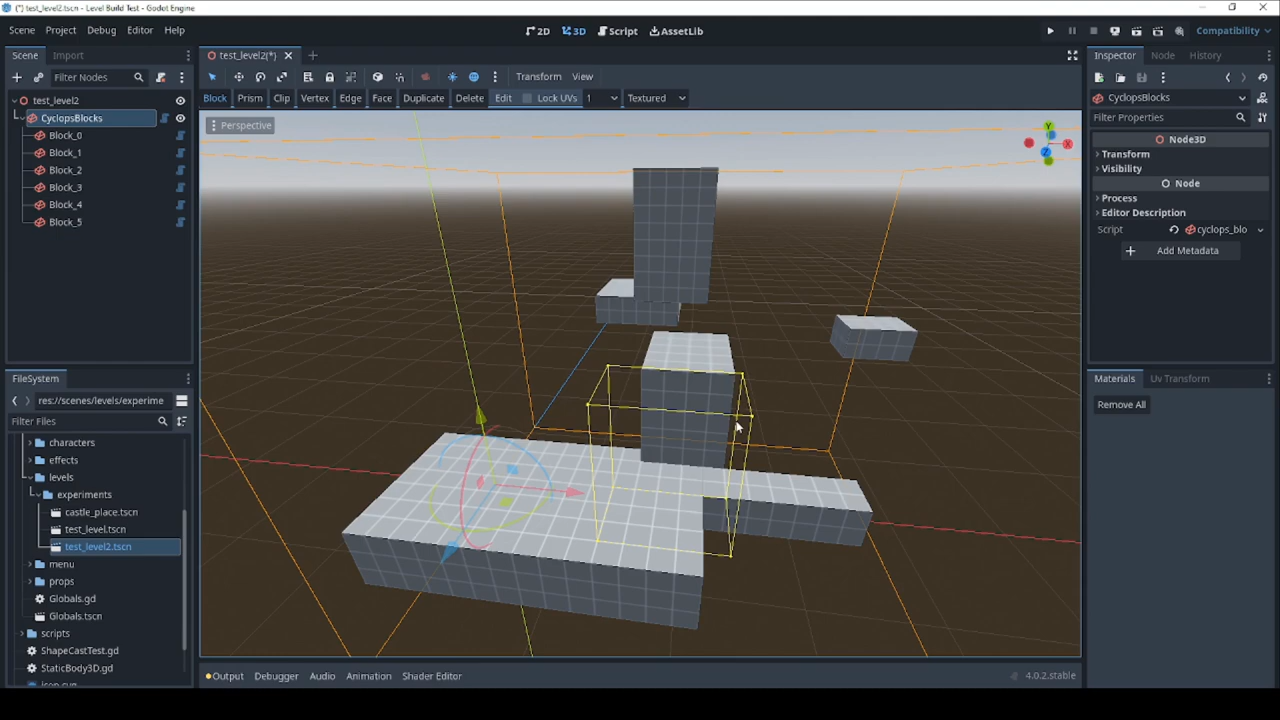 (*) test_level2.tscn - Level Build Test - Godot Engine
Scene Project Debug Editor Help
2D 3D Script AssetLib
Compatibility
Scene Import
test_level2(*)
Inspector Node History
Filter Nodes
Transform View
Block Prism Clip Vertex Edge Face Duplicate Delete Edit Lock UVs 1 Textured
CyclopsBlocks
Filter Properties
test_level2
CyclopsBlocks
Block_0
Block_1
Block_2
Block_3
Block_4
Block_5
Perspective
Y
X
Z
Node3D
Transform
Visibility
Node
Process
Editor Description
Script cyclops_blo
Add Metadata
FileSystem
res://scenes/levels/experime
Filter Files
characters
effects
levels
experiments
castle_place.tscn
test_level.tscn
test_level2.tscn
menu
props
Globals.gd
Globals.tscn
scripts
ShapeCastTest.gd
StaticBody3D.gd
Materials Uv Transform
Remove All
Output Debugger Audio Animation Shader Editor
4.0.2.stable